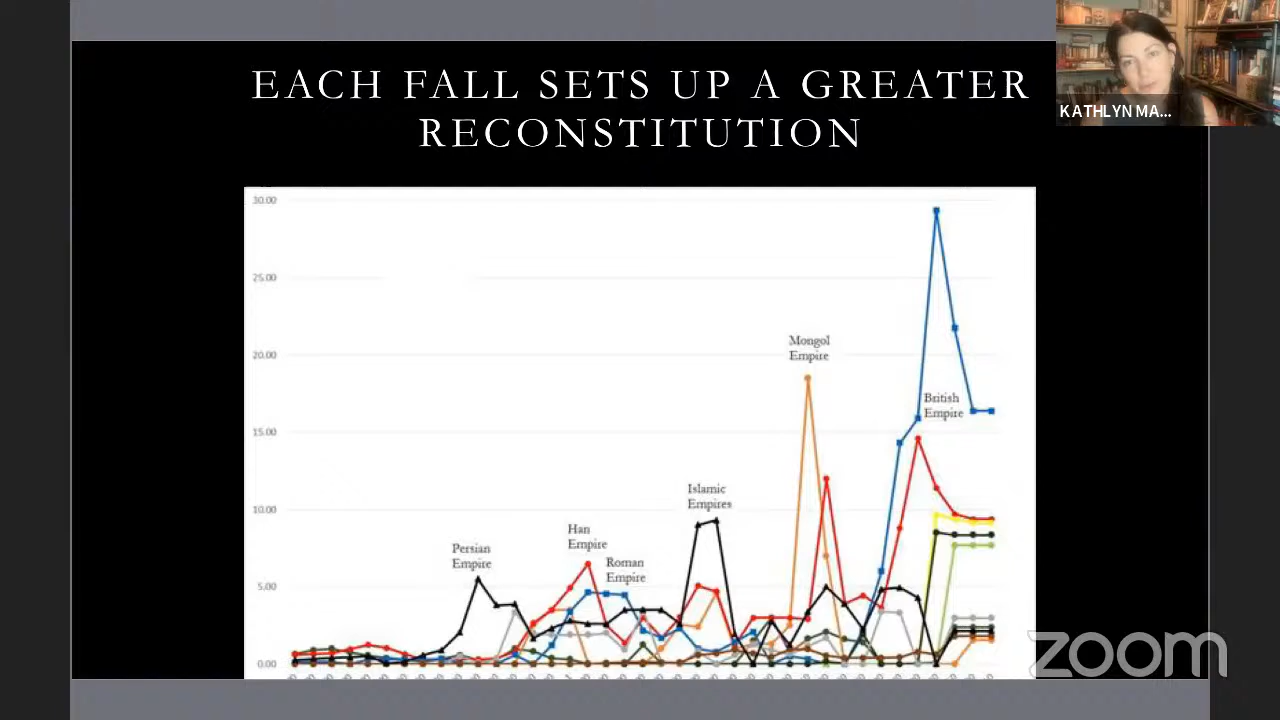 EACH FALL SETS UP A GREATER
RECONSTITUTION
KATHLYN MA...
30.00
25.00
20.00
15.00
10.00
5.00
0.00
Persian
Empire
Han
Empire
Roman
Empire
Islamic
Empires
Mongol
Empire
British
Empire
zoom